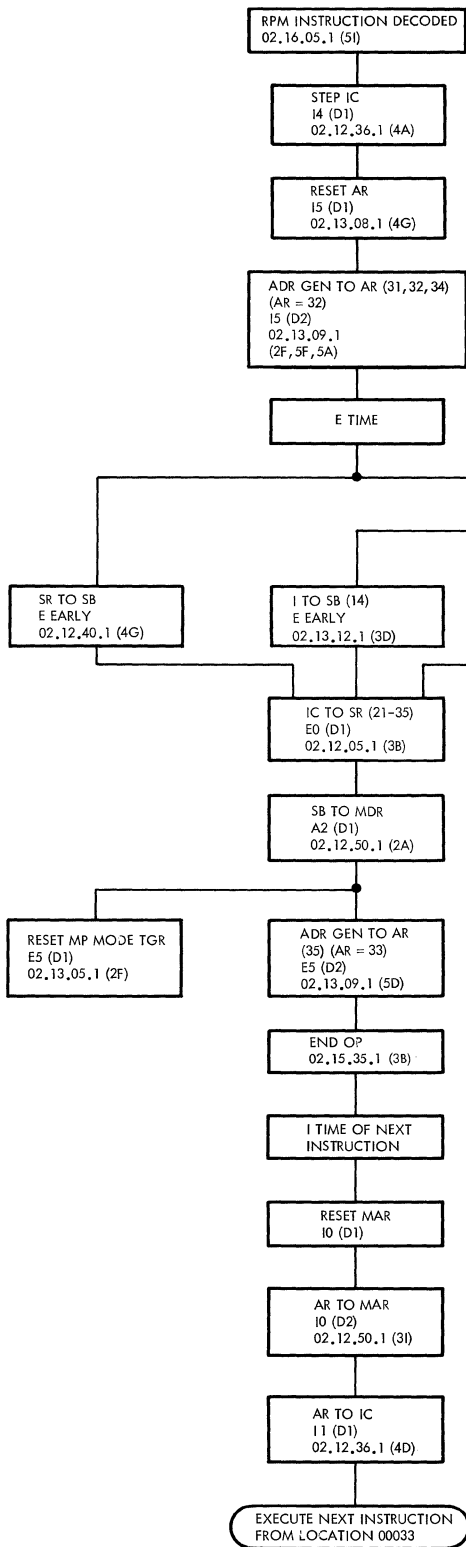 RPM INSTRUCTION DECODED
02.16.05.1 (5I)
STEP IC
I4 (D1)
02.12.36.1 (4A)
RESET AR
I5 (D1)
02.13.08.1 (4G)
ADR GEN TO AR (31,32,34)
(AR = 32)
I5 (D2)
02.13.09.1
(2F,5F,5A)
E TIME
SR TO SB
E EARLY
02.12.40.1 (4G)
I TO SB (14)
E EARLY
02.13.12.1 (3D)
IC TO SR (21-35)
E0 (D1)
02.12.05.1 (3B)
SB TO MDR
A2 (D1)
02.12.50.1 (2A)
RESET MP MODE TGR
E5 (D1)
02.13.05.1 (2F)
ADR GEN TO AR
(35) (AR = 33)
E5 (D2)
02.13.09.1 (5D)
END OP
02.15.35.1 (3B)
I TIME OF NEXT
INSTRUCTION
RESET MAR
I0 (D1)
AR TO MAR
I0 (D2)
02.12.50.1 (3I)
AR TO IC
I1 (D1)
02.12.36.1 (4D)
EXECUTE NEXT INSTRUCTION
FROM LOCATION 00033